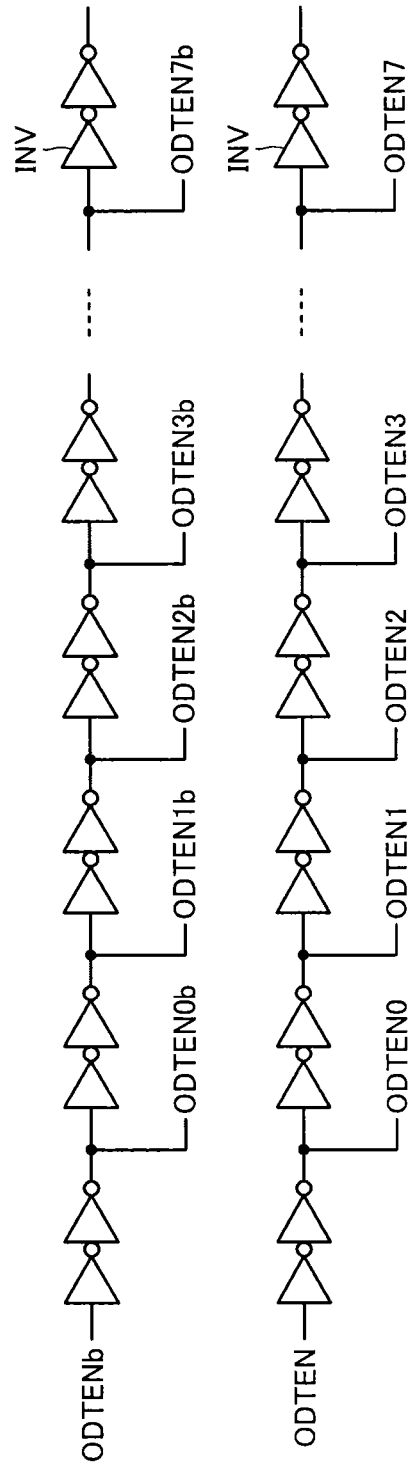 ODTENb
ODTEN0b
ODTEN1b
ODTEN2b
ODTEN3b
INV
ODTEN7b
ODTEN
ODTEN0
ODTEN1
ODTEN2
ODTEN3
INV
ODTEN7